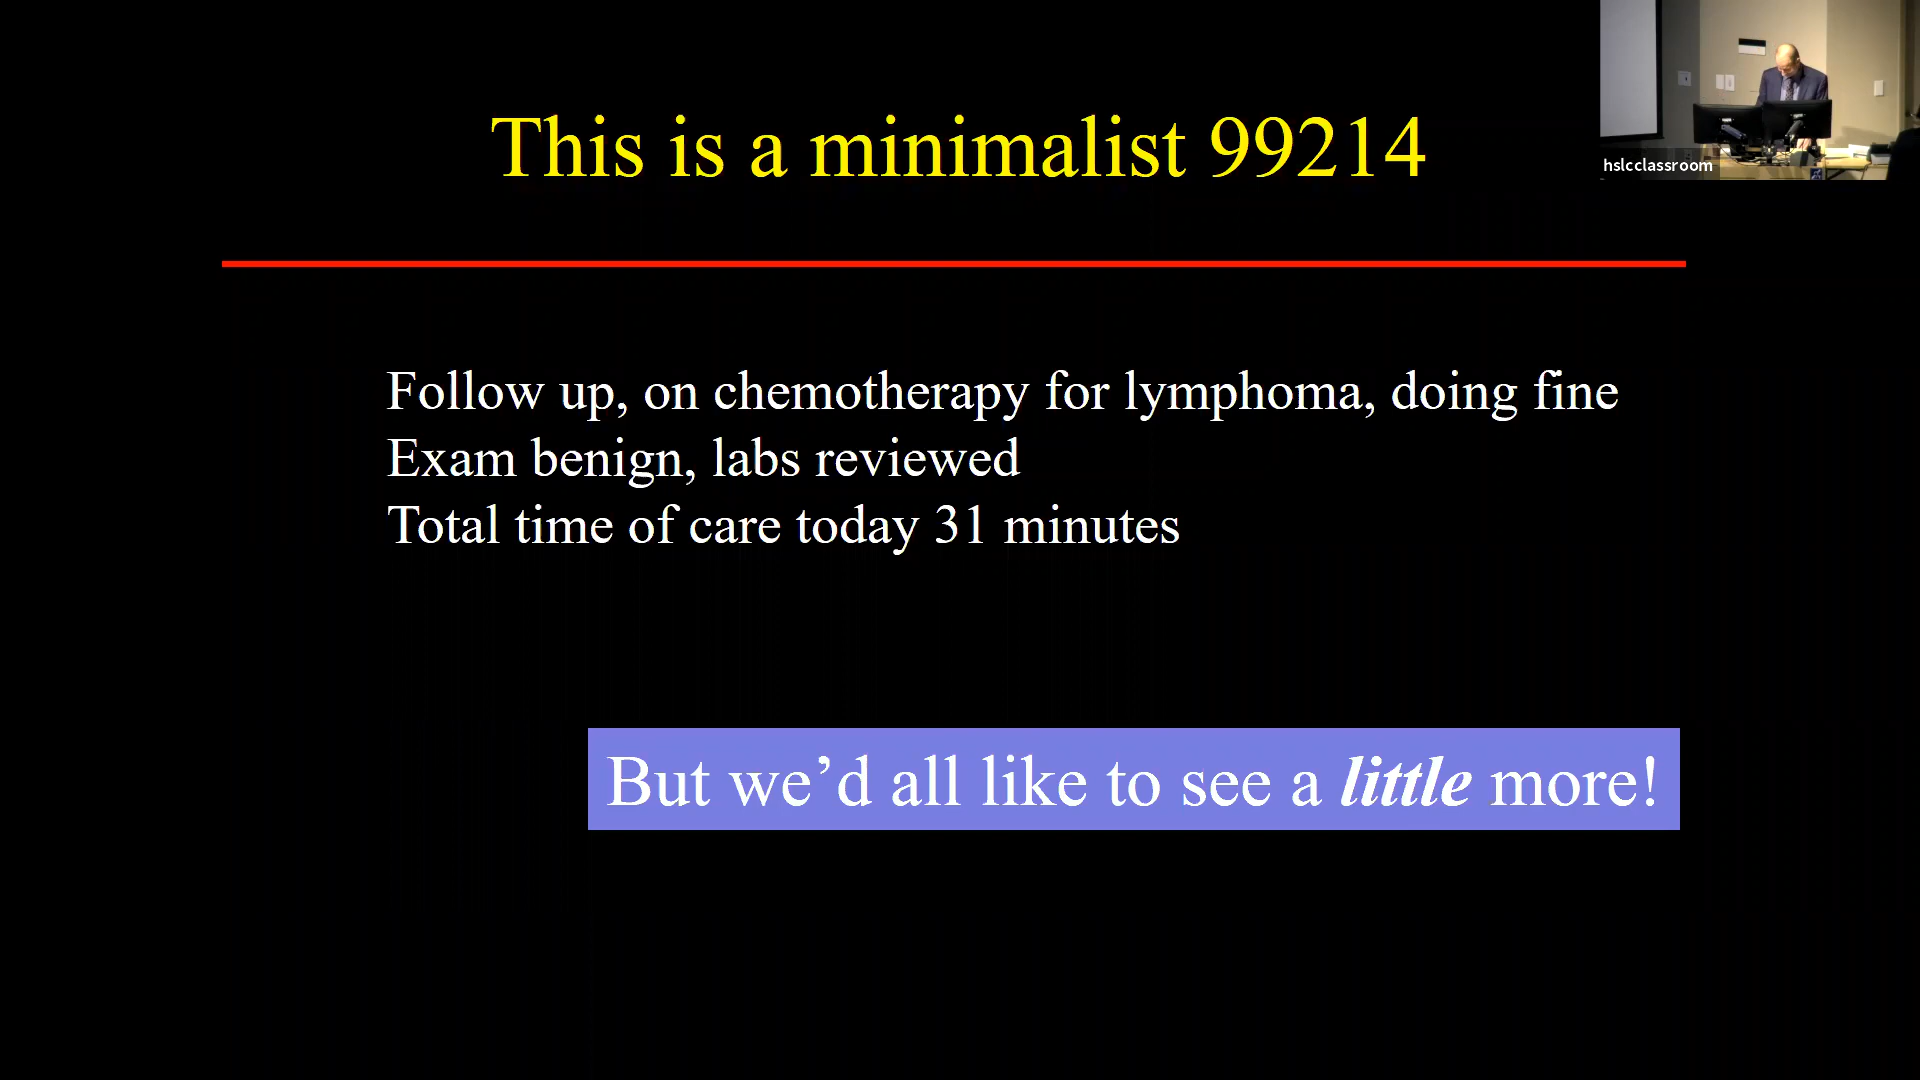 This is a minimalist 99214
hslcclassroom
Follow up, on chemotherapy for lymphoma, doing fine
Exam benign, labs reviewed
Total time of care today 31 minutes
But we’d all like to see a little more!